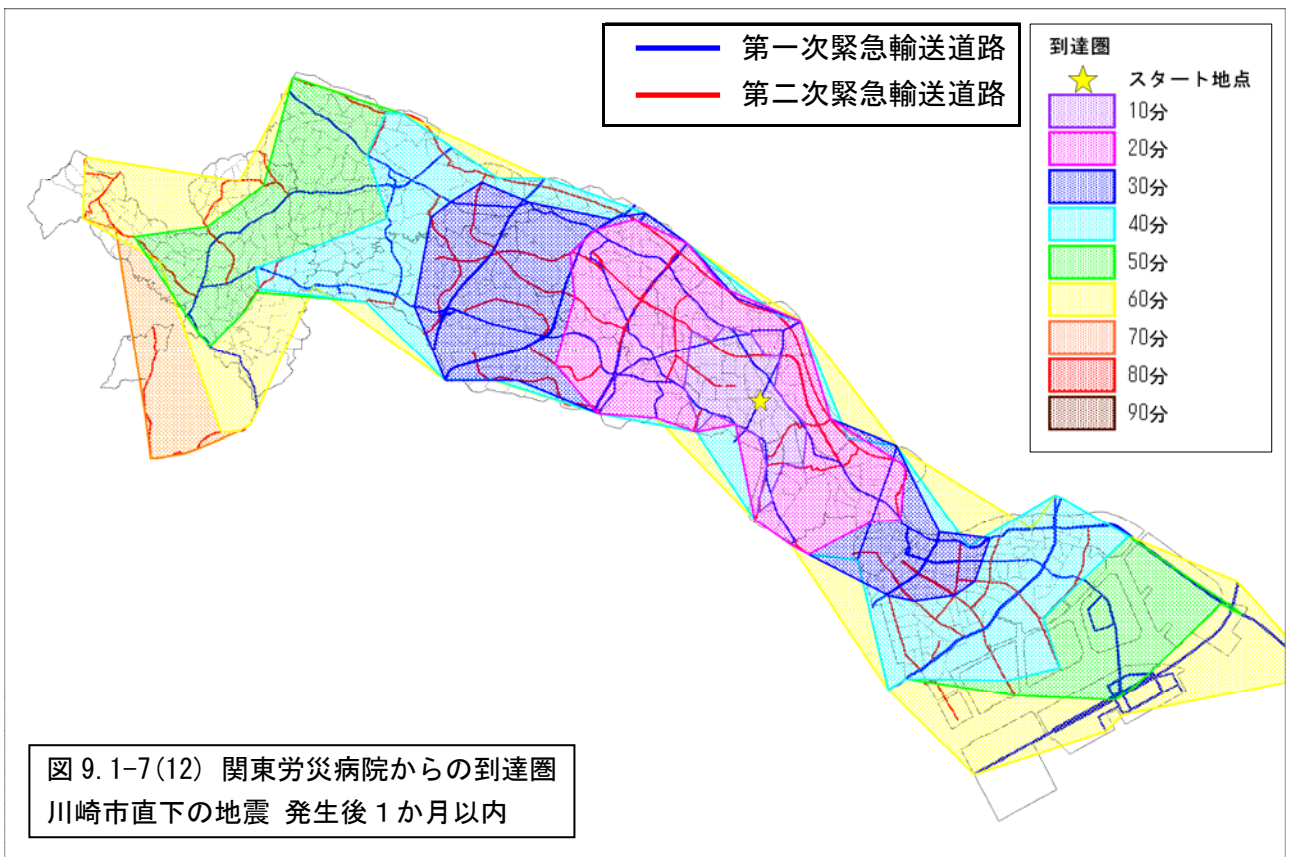 第一次緊急輸送道路
第二次緊急輸送道路
到達圏
スタート地点
10分
20分
30分
40分
50分
60分
70分
80分
90分
図 9.1-7(12) 関東労災病院からの到達圏
川崎市直下の地震 発生後１か月以内